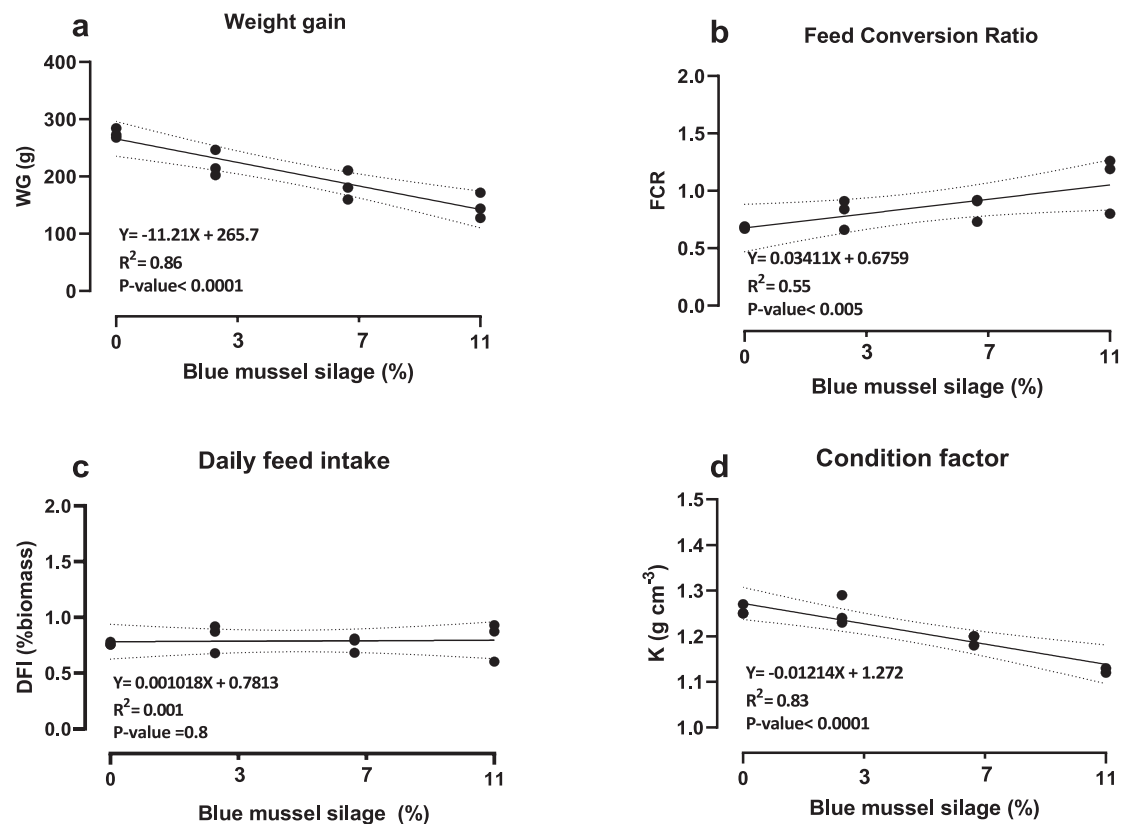 a
Weight gain
400
300
200
100
0
WG (g)
Y= -11.21X + 265.7
R²= 0.86
P-value< 0.0001
0 3 7 11
Blue mussel silage (%)
b
Feed Conversion Ratio
2.0
1.5
1.0
0.5
0.0
FCR
Y= 0.03411X + 0.6759
R²= 0.55
P-value< 0.005
0 3 7 11
Blue mussel silage (%)
c
Daily feed intake
2.0
1.5
1.0
0.5
0.0
DFI (%biomass)
Y= 0.001018X + 0.7813
R²= 0.001
P-value =0.8
0 3 7 11
Blue mussel silage (%)
d
Condition factor
1.5
1.4
1.3
1.2
1.1
1.0
K (g cm⁻³)
Y= -0.01214X + 1.272
R²= 0.83
P-value< 0.0001
0 3 7 11
Blue mussel silage (%)